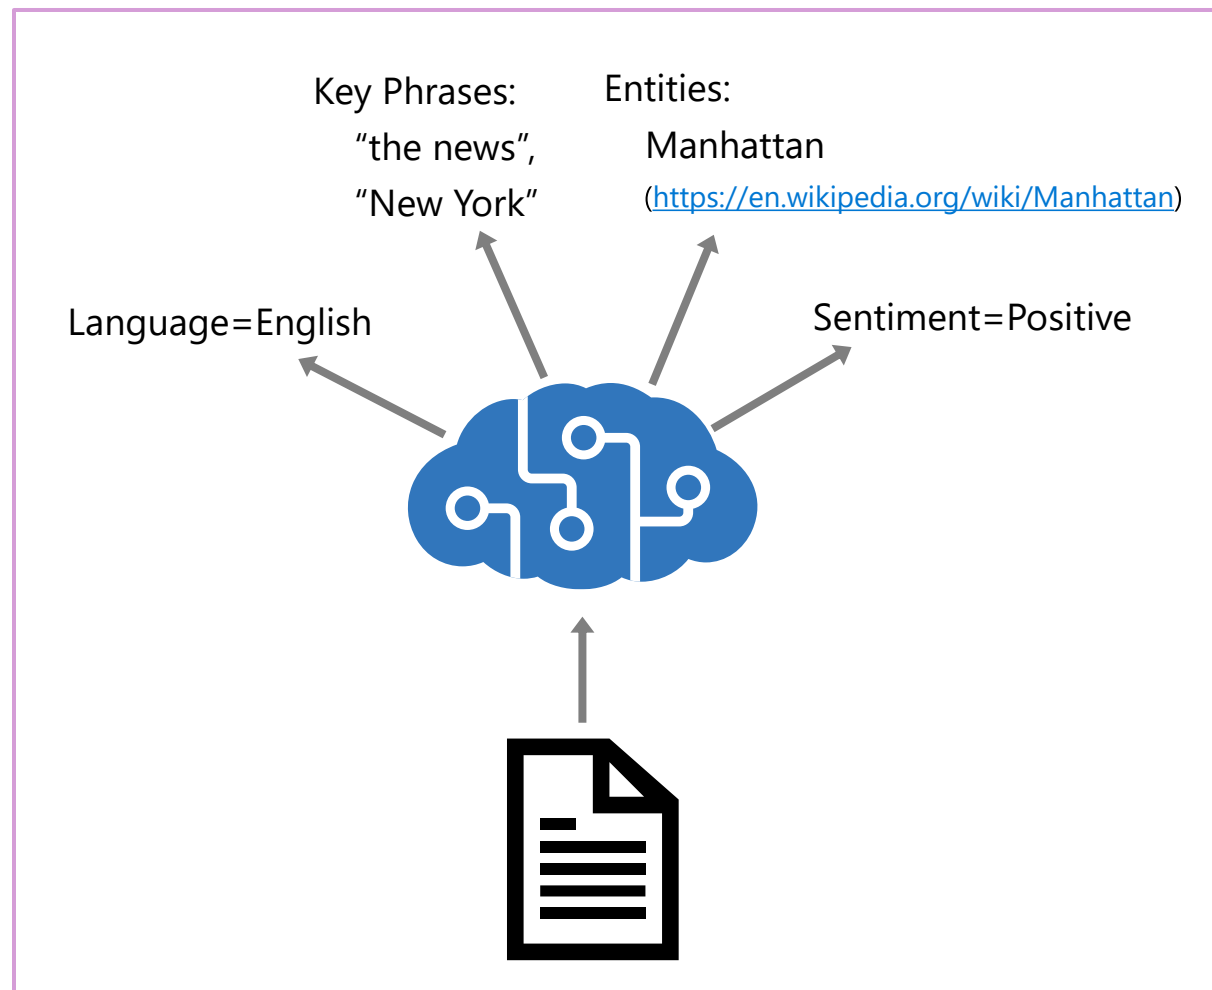 Key Phrases:
“the news”,
“New York”
Entities:
Manhattan
(https://en.wikipedia.org/wiki/Manhattan)
Language=English
Sentiment=Positive